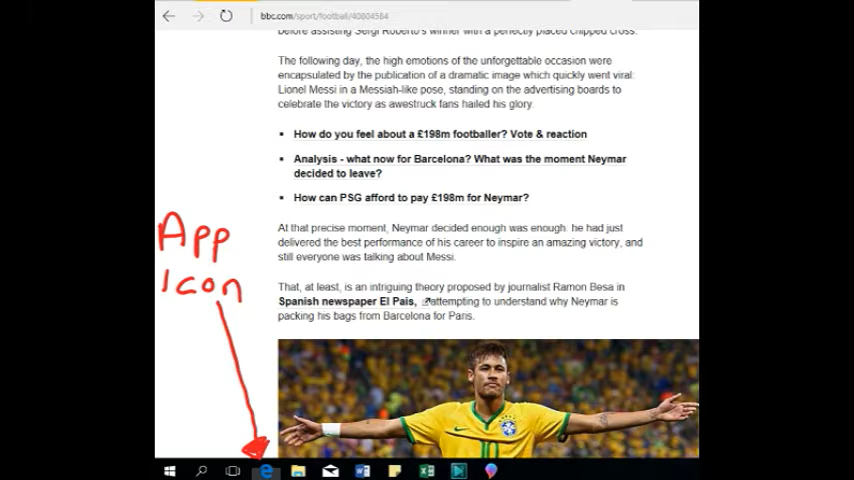 bbc.com/sport/football/40804564
before assisting Sergi Roberto's winner with a perfectly placed chipped cross.
The following day, the high emotions of the unforgettable occasion were
encapsulated by the publication of a dramatic image which quickly went viral:
Lionel Messi in a Messiah-like pose, standing on the advertising boards to
celebrate the victory as awestruck fans hailed his glory.
How do you feel about a £198m footballer? Vote & reaction
Analysis - what now for Barcelona? What was the moment Neymar
decided to leave?
How can PSG afford to pay £198m for Neymar?
At that precise moment, Neymar decided enough was enough: he had just
delivered the best performance of his career to inspire an amazing victory, and
still everyone was talking about Messi.
That, at least, is an intriguing theory proposed by journalist Ramon Besa in
Spanish newspaper El Pais, attempting to understand why Neymar is
packing his bags from Barcelona for Paris.
App
Icon